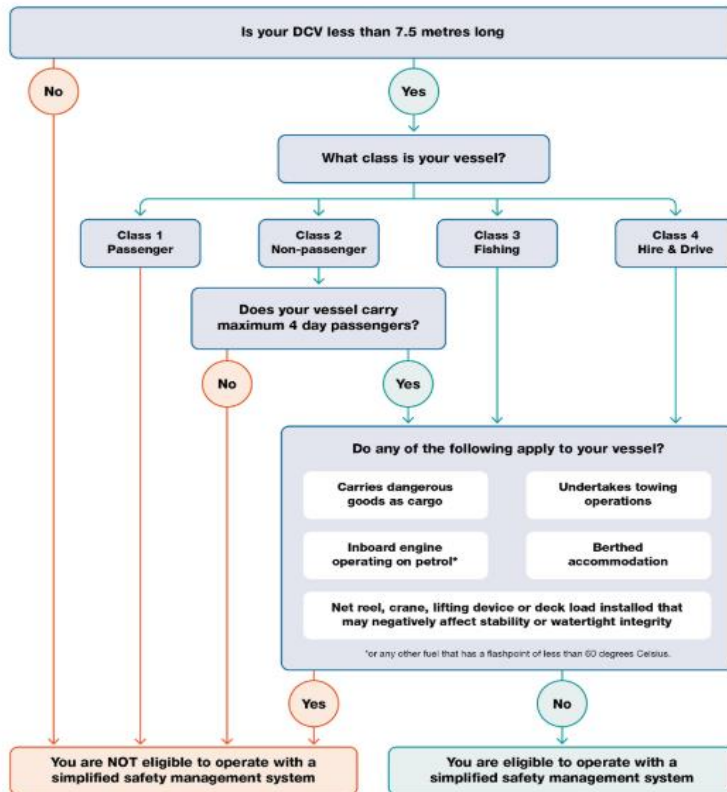 Is your DCV less than 7.5 metres long
No
Yes
What class is your vessel?
Class 1
Passenger
Class 2
Non-passenger
Class 3
Fishing
Class 4
Hire & Drive
Does your vessel carry
maximum 4 day passengers?
No
Yes
Do any of the following apply to your vessel?
Carries dangerous
goods as cargo
Undertakes towing
operations
Inboard engine
operating on petrol*
Berthed
accommodation
Net reel, crane, lifting device or deck load installed that
may negatively affect stability or watertight integrity
*or any other fuel that has a flashpoint of less than 60 degrees Celsius.
Yes
No
You are NOT eligible to operate with a
simplified safety management system
You are eligible to operate with a
simplified safety management system